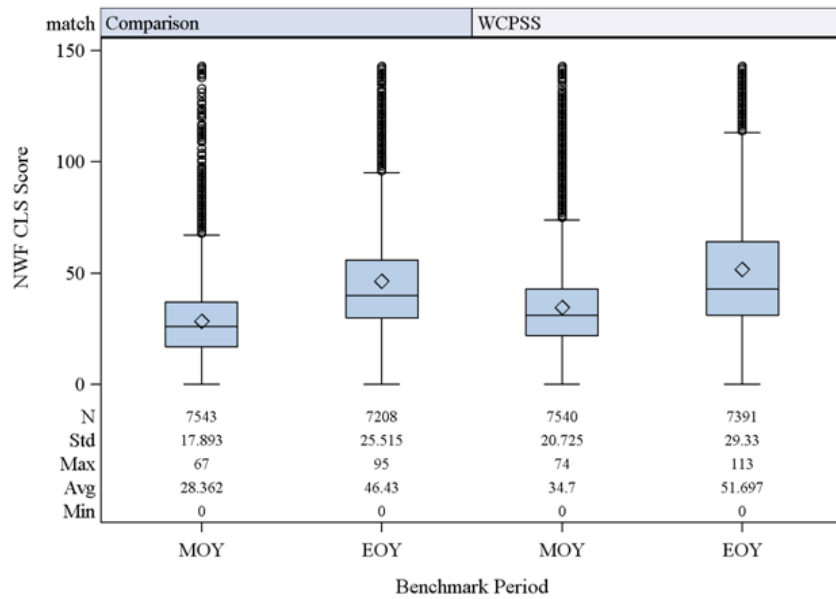 match Comparison WCPSS
150
100
50
0
NWF CLS Score
N 7543 7208 7540 7391
Std 17.893 25.515 20.725 29.33
Max 67 95 74 113
Avg 28.362 46.43 34.7 51.697
Min 0 0 0 0
MOY EOY MOY EOY
Benchmark Period